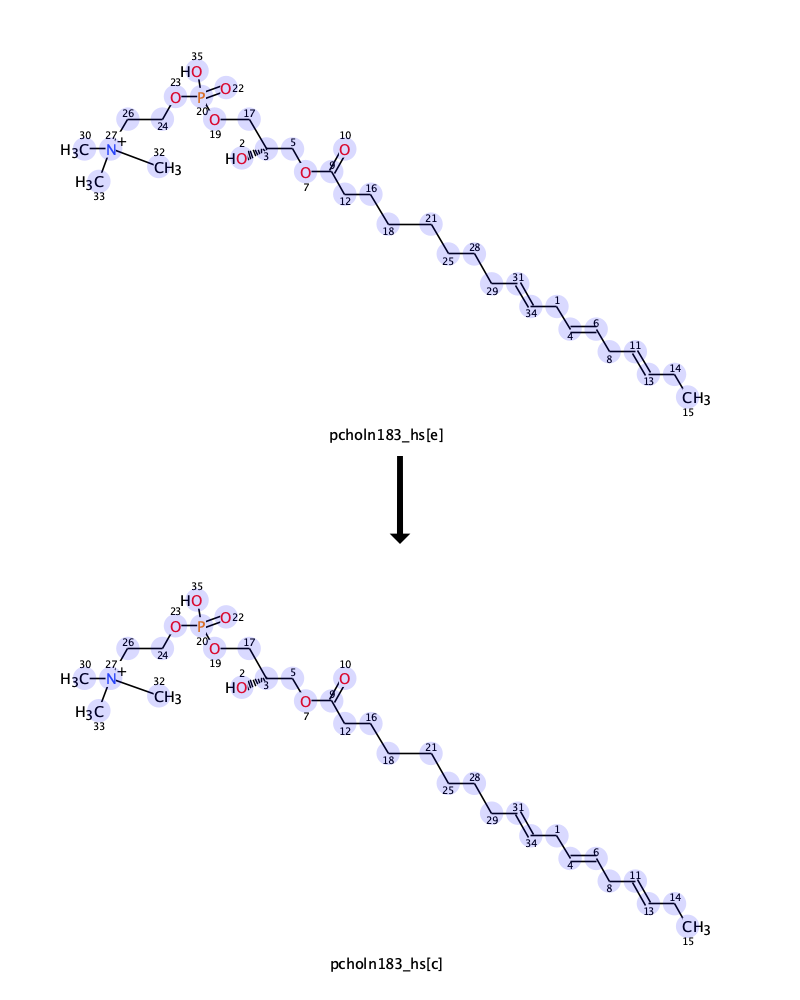 35
HO
23
O
P
O
22
26
20
17
24
O
19
30
27
+
H3C
N
32
CH3
H3C
33
2
HO
3
5
10
O
9
O
7
16
12
18
21
28
25
31
29
1
34
6
4
11
8
14
13
CH3
15
pcholn183_hs[e]
35
HO
23
O
P
O
22
26
20
17
24
O
19
30
27
+
H3C
N
32
CH3
H3C
33
2
HO
3
5
10
O
9
O
7
16
12
18
21
28
25
31
29
1
34
6
4
11
8
14
13
CH3
15
pcholn183_hs[c]